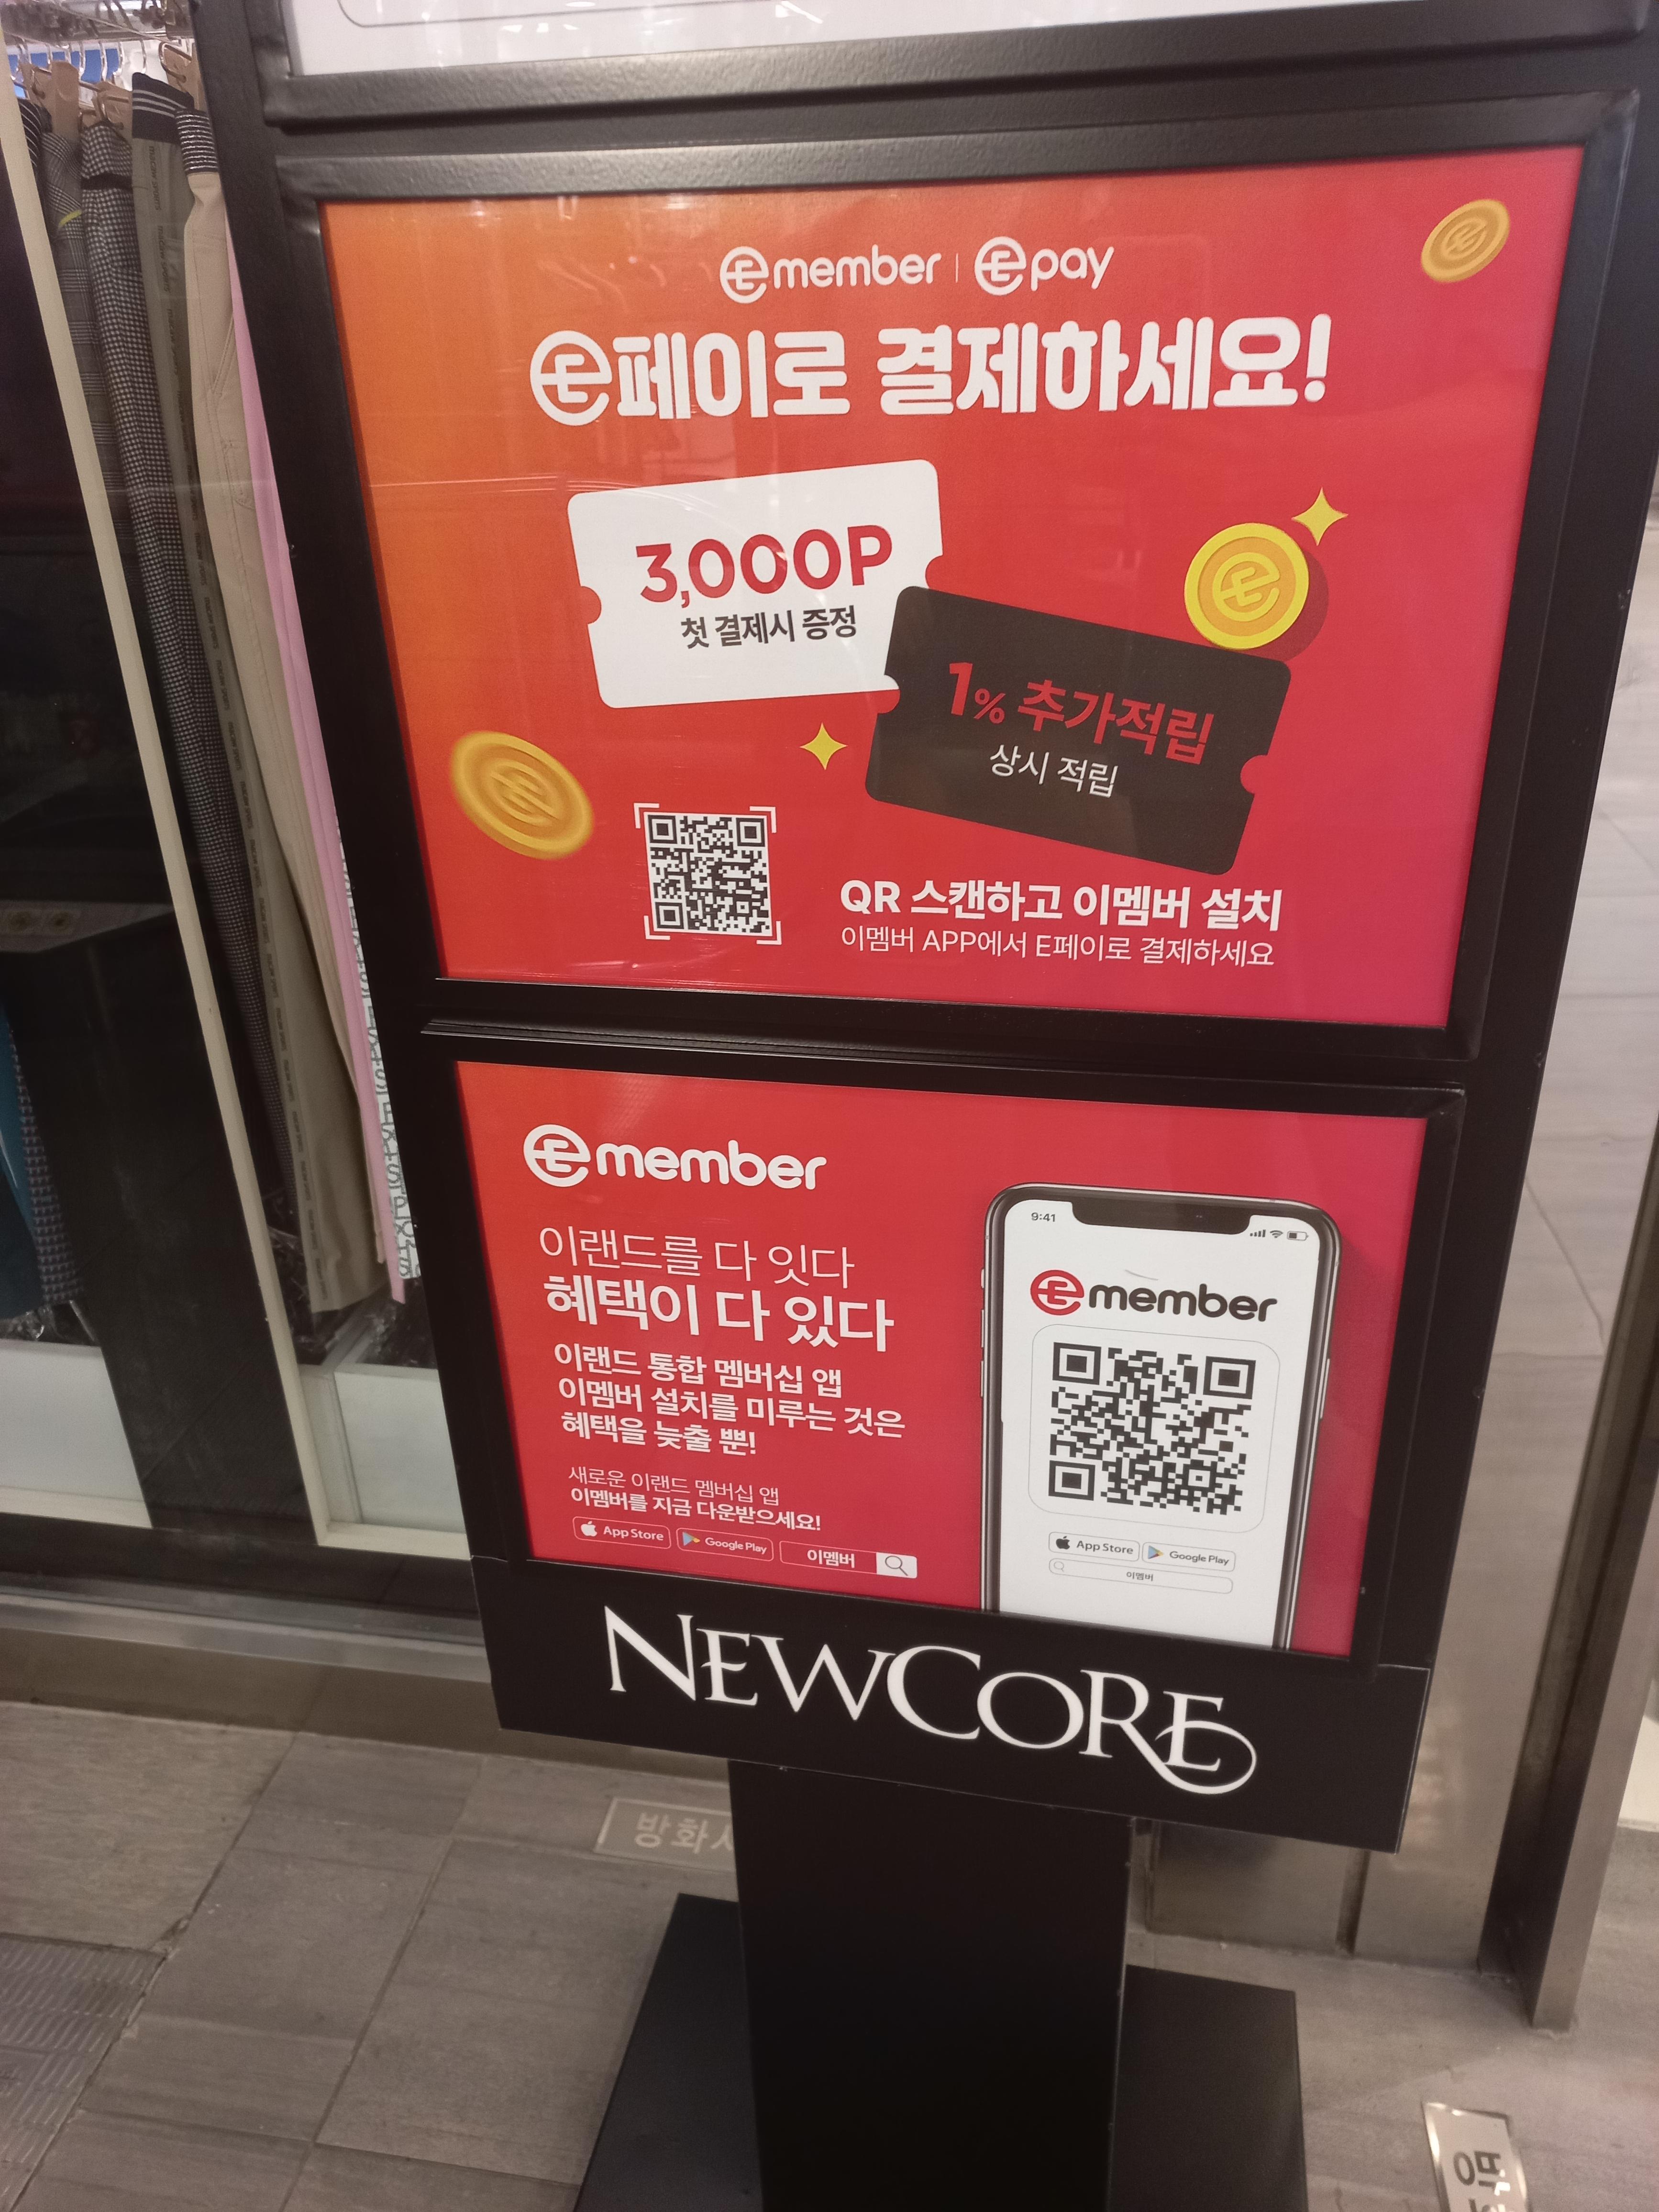 e member | e pay
e페이로 결제하세요!
3,000P
첫 결제시 증정
1% 추가적립
상시 적립
QR 스캔하고 이멤버 설치
이멤버 APP에서 E페이로 결제하세요
e member
이랜드를 다 잇다
혜택이 다 있다
이랜드 통합 멤버십 앱
이멤버 설치를 미루는 것은
혜택을 늦출 뿐!
새로운 이랜드 멤버십 앱
이멤버를 지금 다운받으세요!
App Store Google Play 이멤버
9:41
e member
App Store Google Play
이멤버
NEWCORE
방화